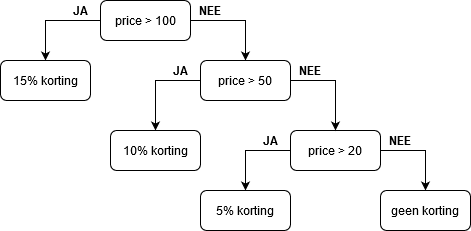 JA
NEE
price > 100
15% korting
JA
NEE
price > 50
10% korting
JA
NEE
price > 20
5% korting
geen korting